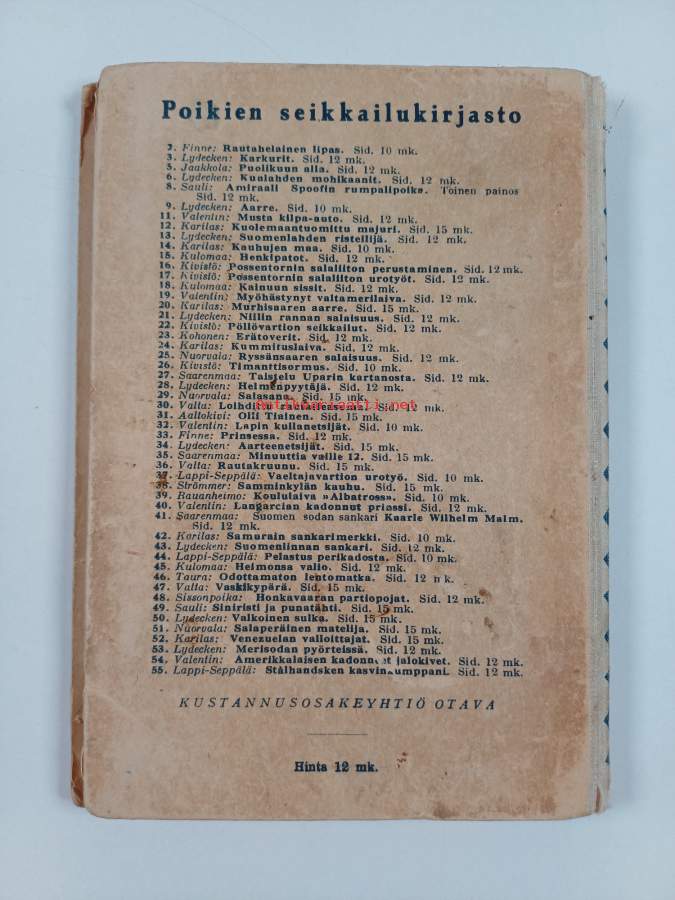 Poikien seikkailukirjasto
2. Finne: Rautahelainen lipas. Sid. 10 mk.
3. Lydecken: Karkurit. Sid. 12 mk.
5. Jaakkola: Puolikuun alla. Sid. 12 mk.
6. Lydecken: Kualahden mohikaanit. Sid. 12 mk.
8. Sauli: Amiraali Spoofin rumpalipoika. Toinen painos
Sid. 12 mk.
9. Lydecken: Aarre. Sid. 10 mk.
11. Valentin: Musta kilpa-auto. Sid. 12 mk.
12. Karilas: Kuolemaantuomittu majuri. Sid. 15 mk.
13. Lydecken: Suomenlahden risteilijä. Sid. 12 mk.
14. Karilas: Kauhujen maa. Sid. 10 mk.
15. Kulomaa: Henkipatot. Sid. 12 mk.
16. Kivistö: Possentornin salaliiton perustaminen. Sid. 12 mk.
17. Kivistö: Possentornin salaliiton urotyöt. Sid. 12 mk.
18. Kulomaa: Kainuun sissit. Sid. 12 mk.
19. Valentin: Myöhästynyt valtamerilaiva. Sid. 12 mk.
20. Karilas: Murhisaaren aarre. Sid. 15 mk.
21. Lydecken: Niilin rannan salaisuus. Sid. 12 mk.
22. Kivistö: Pöllövartion seikkailut. Sid. 12 mk.
23. Kohonen: Erätoverit. Sid. 12 mk.
24. Karilas: Kummituslaiva. Sid. 12 mk.
25. Nuorvala: Ryssänsaaren salaisuus. Sid. 12 mk.
26. Kivistö: Timanttisormus. Sid. 10 mk.
27. Saarenmaa: Taistelu Uparin kartanosta. Sid. 12 mk.
28. Lydecken: Helmenpyytäjä. Sid. 12 mk.
29. Nuorvala: Salasana. Sid. 15 mk.
30. Valta: Sid. 12 mk.
antikvariaatti.net
31. Aaltokivi: Olli Tiainen. Sid. 15 mk.
32. Valentin: Lapin kullanetsijät. Sid. 10 mk.
33. Finne: Prinsessa. Sid. 12 mk.
34. Lydecken: Aarteenetsijät. Sid. 15 mk.
35. Saarenmaa: Minuuttia vaille 12. Sid. 15 mk.
36. Valta: Rautakruunu. Sid. 15 mk.
37. Lappi-Seppälä: Vaeltajavartion urotyö. Sid. 10 mk.
38. Strömmer: Samminkylän kauhu. Sid. 15 mk.
39. Rauanheimo: Koululaiva »Albatross». Sid. 10 mk.
40. Valentin: Langarcian kadonnut prinssi. Sid. 12 mk.
41. Saarenmaa: Suomen sodan sankari Kaarle Wilhelm Malm.
Sid. 12 mk.
42. Karilas: Samurain sankarimerkki. Sid. 10 mk.
43. Lydecken: Suomenlinnan sankari. Sid. 12 mk.
44. Lappi-Seppälä: Pelastus perikadosta. Sid. 10 mk.
45. Kulomaa: Heimonsa valio. Sid. 12 mk.
46. Taura: Odottamaton lentomatka. Sid. 12 mk.
47. Valta: Vaskikypärä. Sid. 15 mk.
48. Sissonpoika: Honkavaaran partiopojat. Sid. 12 mk.
49. Sauli: Siniristi ja punatähti. Sid. 15 mk.
50. Lydecken: Valkoinen sulka. Sid. 15 mk.
51. Nuorvala: Salaperäinen matelija. Sid. 15 mk.
52. Karilas: Venezuelan valloittajat. Sid. 15 mk.
53. Lydecken: Merisodan pyörteissä. Sid. 12 mk.
54. Valentin: Amerikkalaisen kadonneet jalokivet. Sid. 12 mk.
55. Lappi-Seppälä: Stålhandsken kasvinkumppani. Sid. 12 mk.
KUSTANNUSOSAKEYHTIÖ OTAVA
Hinta 12 mk.